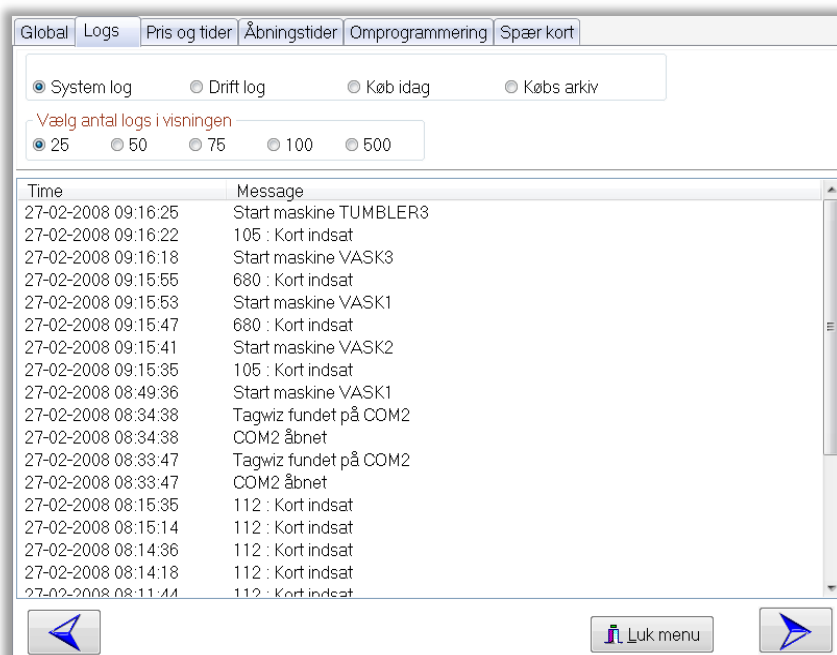 Global Logs Pris og tider Åbningstider Omprogrammering Spær kort
System log Drift log Køb idag Købs arkiv
Vælg antal logs i visningen
25 50 75 100 500
Time Message
27-02-2008 09:16:25 Start maskine TUMBLER3
27-02-2008 09:16:22 105 : Kort indsat
27-02-2008 09:16:18 Start maskine VASK3
27-02-2008 09:15:55 680 : Kort indsat
27-02-2008 09:15:53 Start maskine VASK1
27-02-2008 09:15:47 680 : Kort indsat
27-02-2008 09:15:41 Start maskine VASK2
27-02-2008 09:15:35 105 : Kort indsat
27-02-2008 08:49:36 Start maskine VASK1
27-02-2008 08:34:38 Tagwiz fundet på COM2
27-02-2008 08:34:38 COM2 åbnet
27-02-2008 08:33:47 Tagwiz fundet på COM2
27-02-2008 08:33:47 COM2 åbnet
27-02-2008 08:15:35 112 : Kort indsat
27-02-2008 08:15:14 112 : Kort indsat
27-02-2008 08:14:36 112 : Kort indsat
27-02-2008 08:14:18 112 : Kort indsat
27-02-2008 08:11:44 112 : Kort indsat
Luk menu